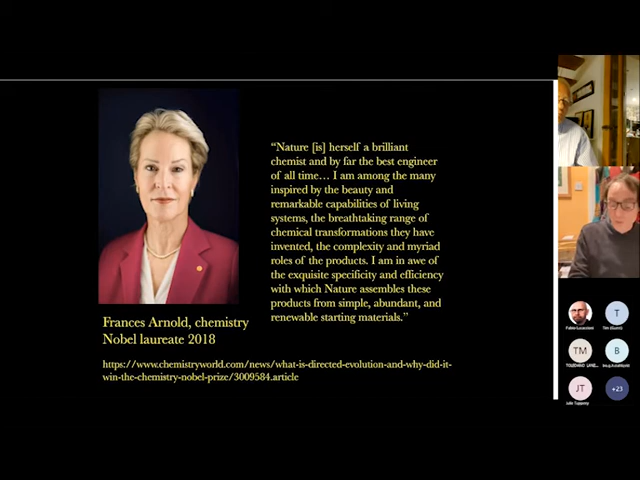 “Nature [is] herself a brilliant
chemist and by far the best engineer
of all time… I am among the many
inspired by the beauty and
remarkable capabilities of living
systems, the breathtaking range of
chemical transformations they have
invented, the complexity and myriad
roles of the products. I am in awe of
the exquisite specificity and efficiency
with which Nature assembles these
products from simple, abundant, and
renewable starting materials.”
Frances Arnold, chemistry
Nobel laureate 2018
https://www.chemistryworld.com/news/what-is-directed-evolution-and-why-did-it-
win-the-chemistry-nobel-prize/3009584.article
T
TM
B
JT
+23